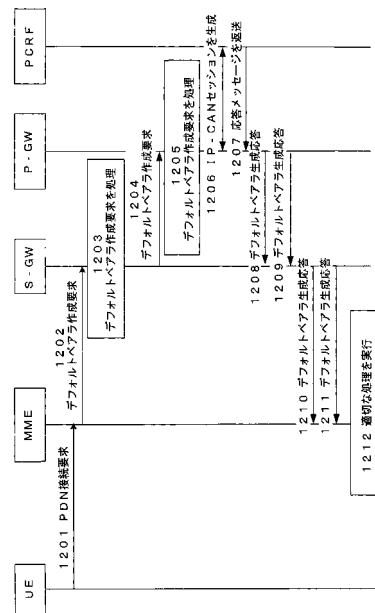 UE
MME
S-GW
P-GW
PCRF
1201 PDN接続要求
1202
デフォルトベアラ作成要求
1203
デフォルトベアラ作成要求を処理
1204
デフォルトベアラ作成要求
1205
デフォルトベアラ作成要求を処理
1206 IP-CANセッションを生成
1207 応答メッセージを返送
1208 デフォルトベアラ生成応答
1209 デフォルトベアラ生成応答
1210 デフォルトベアラ生成応答
1211 デフォルトベアラ生成応答
1212 適切な処理を実行